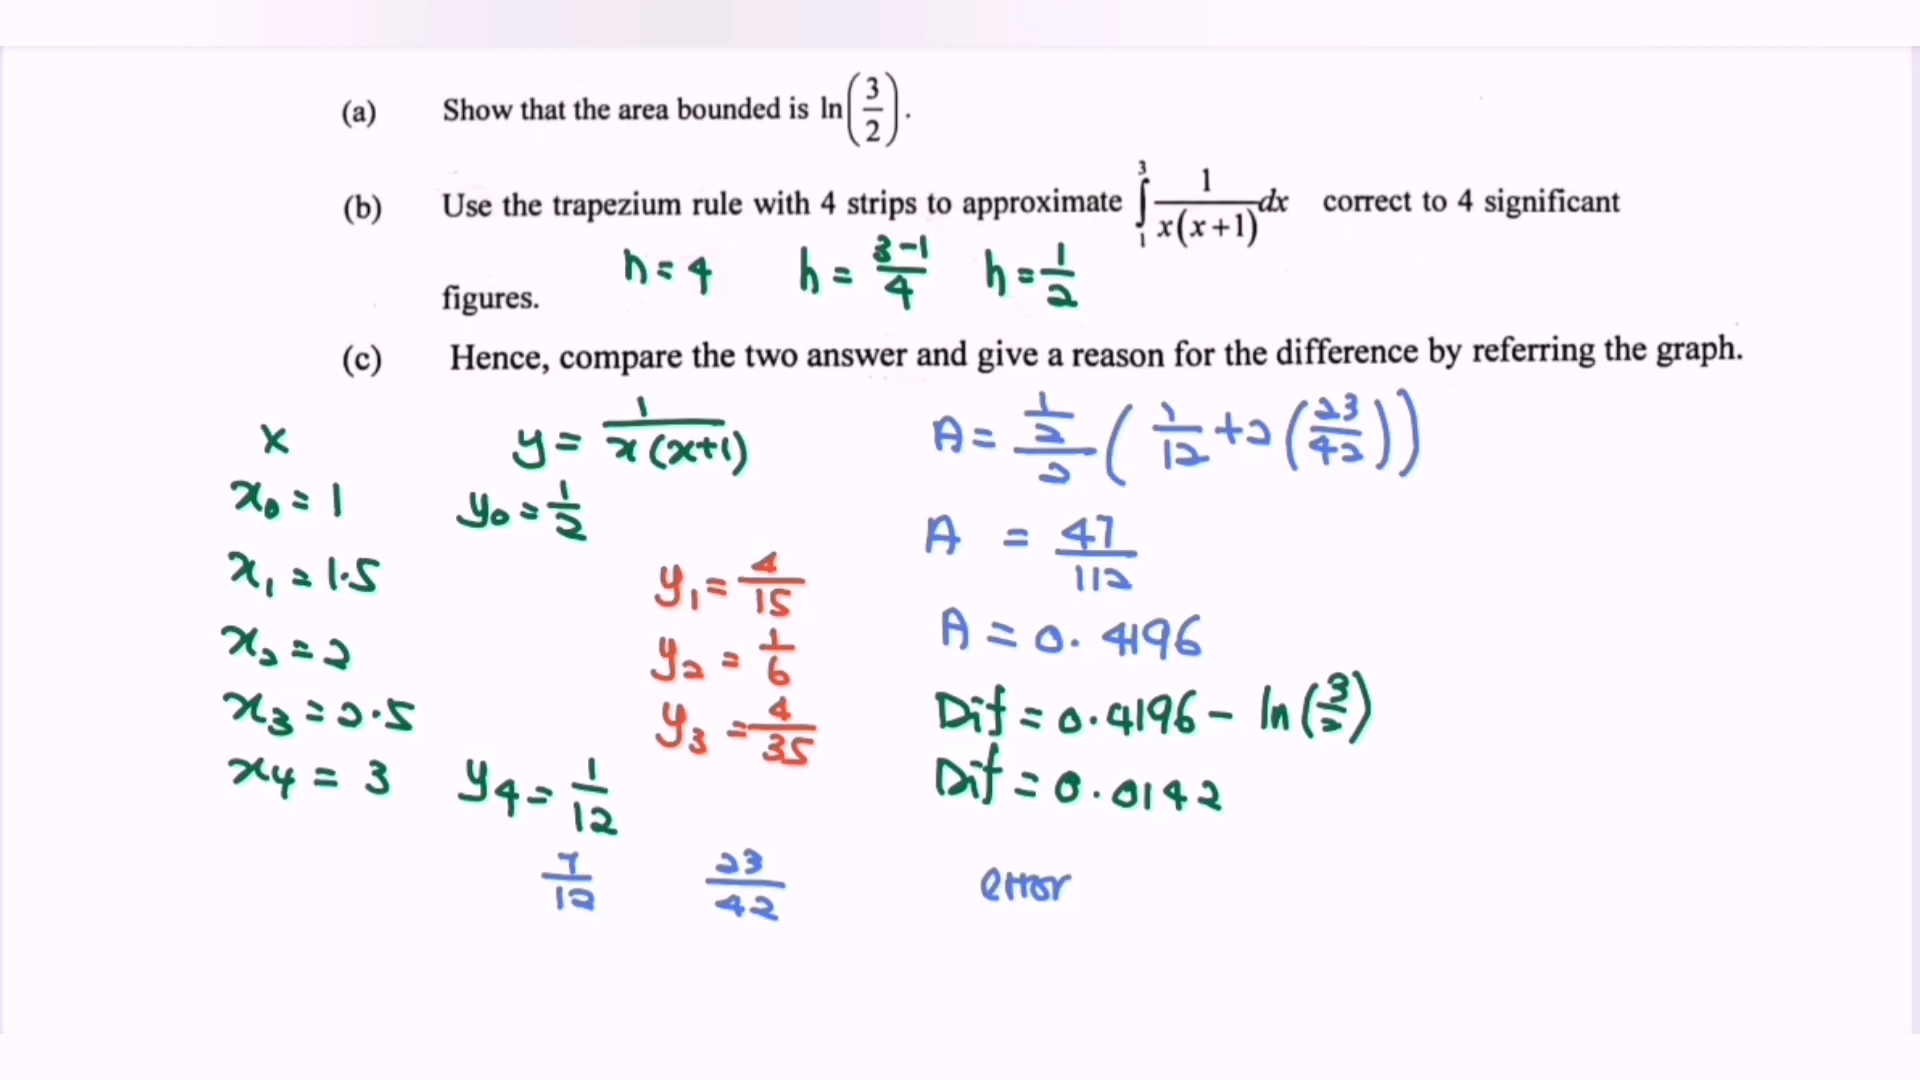 (a) Show that the area bounded is ln(3/2).
(b) Use the trapezium rule with 4 strips to approximate ∫₁³ 1/(x(x+1)) dx correct to 4 significant
figures.
n = 4 h = (3-1)/4 h = 1/2
(c) Hence, compare the two answer and give a reason for the difference by referring the graph.
x y = 1/(x(x+1))
x₀ = 1 y₀ = 1/2
x₁ = 1.5 y₁ = 4/15
x₂ = 2 y₂ = 1/6
x₃ = 2.5 y₃ = 4/35
x₄ = 3 y₄ = 1/12
7/12 23/42
A = (1/2)/2 (1/12 + 2(23/42))
A = 47/112
A = 0.4196
Dif = 0.4196 - ln(3/2)
Dif = 0.0142
error